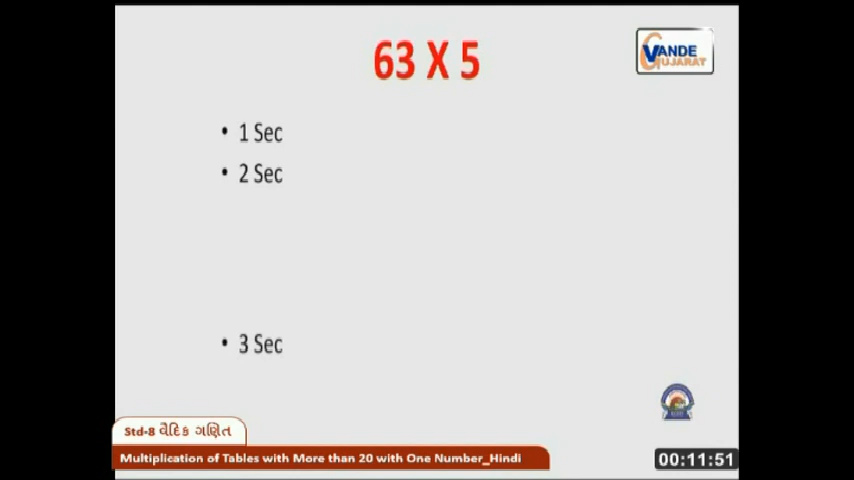 63 X 5
VANDE
GUJARAT
• 1 Sec
• 2 Sec
• 3 Sec
Std-8 વૈદિક ગણિત
Multiplication of Tables with More than 20 with One Number_Hindi
00:11:51